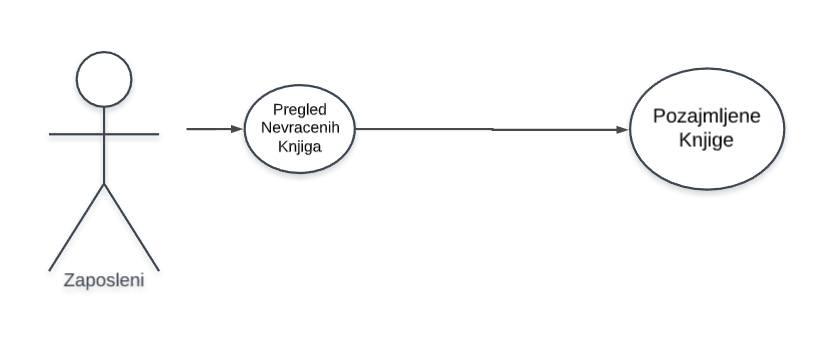 Pregled
Nevracenih
Knjiga
Pozajmljene
Knjige
Zaposleni